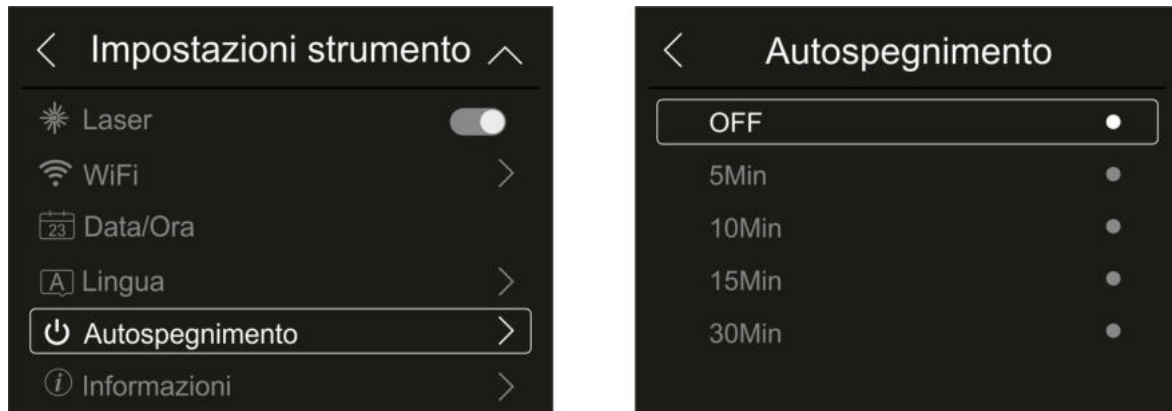 Impostazioni strumento
Laser
WiFi
23 Data/Ora
A Lingua
Autospegnimento
i Informazioni
Autospegnimento
OFF
5Min
10Min
15Min
30Min